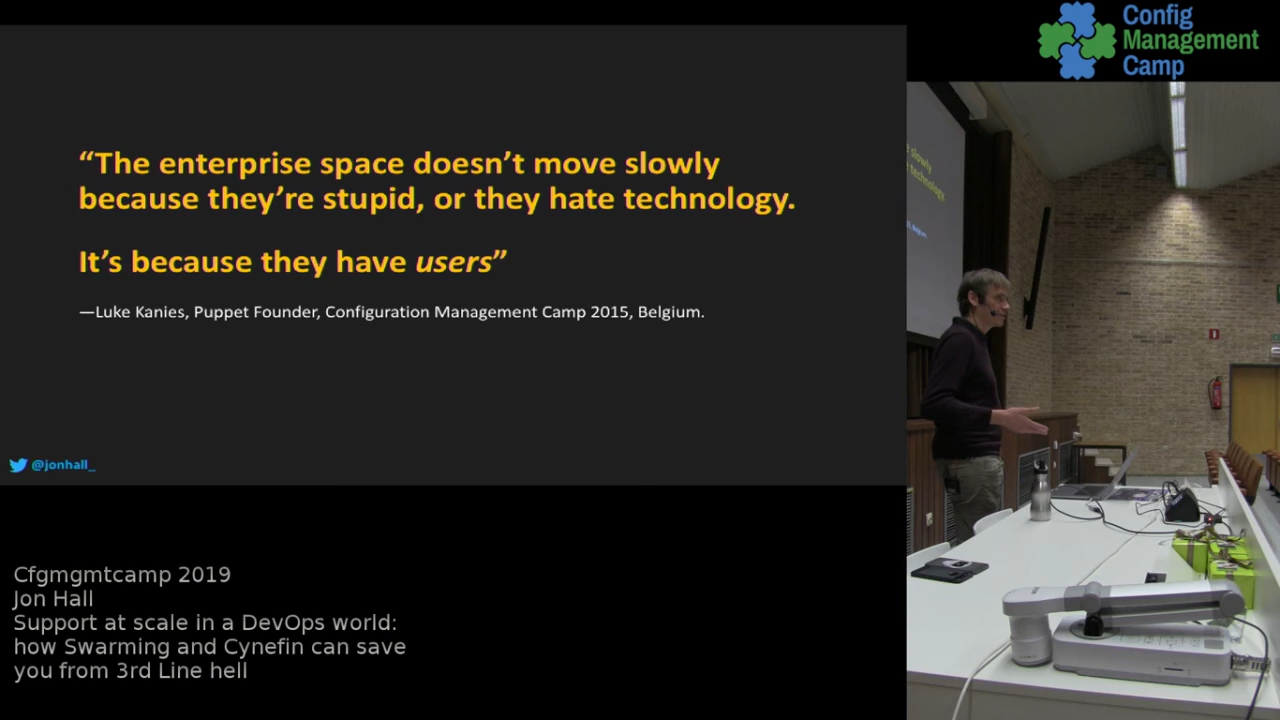 Config
Management
Camp
“The enterprise space doesn’t move slowly
because they’re stupid, or they hate technology.
It’s because they have users”
—Luke Kanies, Puppet Founder, Configuration Management Camp 2015, Belgium.
@jonhall_
Cfgmgmtcamp 2019
Jon Hall
Support at scale in a DevOps world:
how Swarming and Cynefin can save
you from 3rd Line hell
slowly
technology.